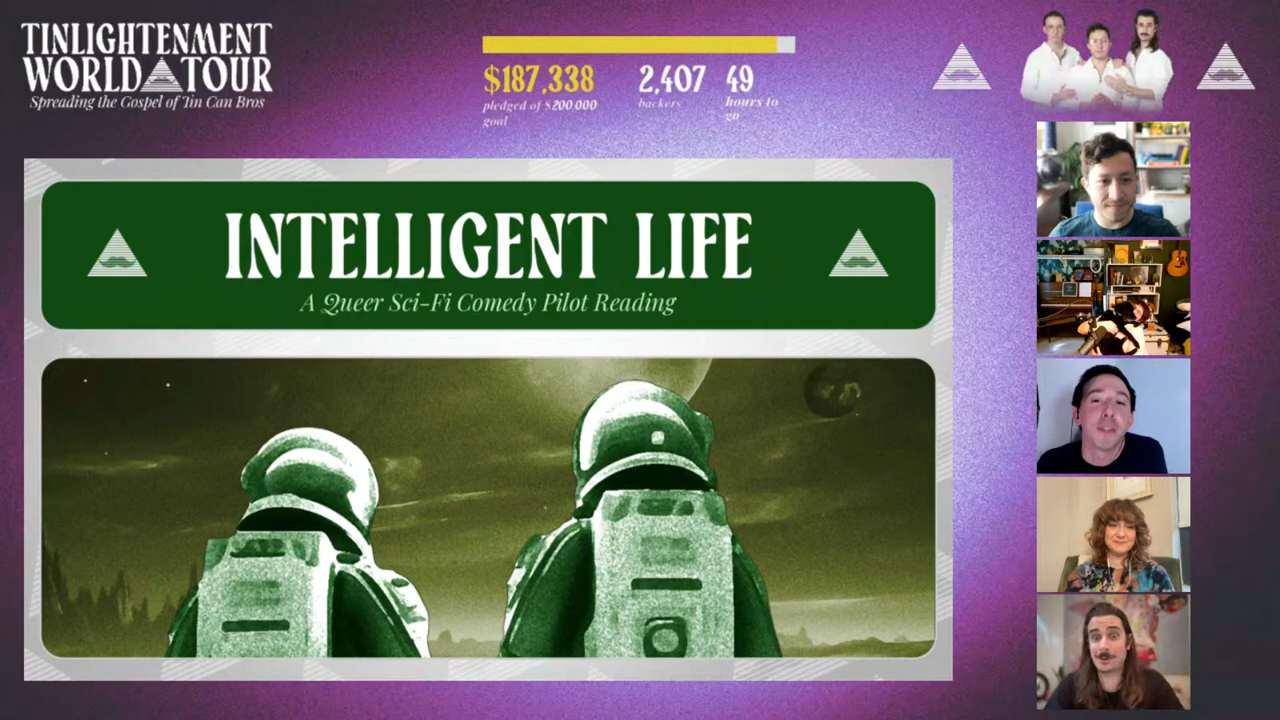 TINLIGHTENMENT
WORLD TOUR
Spreading the Gospel of Tin Can Bros
$187,338
pledged of $200 000
goal
2,407
backers
49
hours to
go
INTELLIGENT LIFE
A Queer Sci-Fi Comedy Pilot Reading